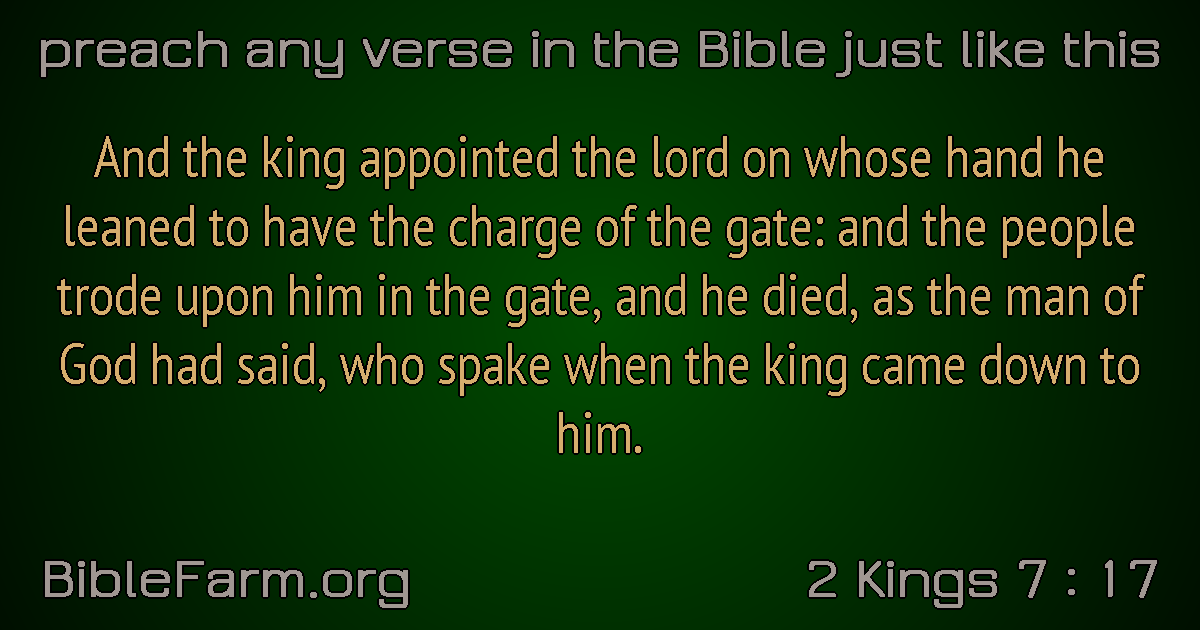 preach any verse in the Bible just like this
And the king appointed the lord on whose hand he
leaned to have the charge of the gate: and the people
trode upon him in the gate, and he died, as the man of
God had said, who spake when the king came down to
him.
BibleFarm.org
2 Kings 7 : 17